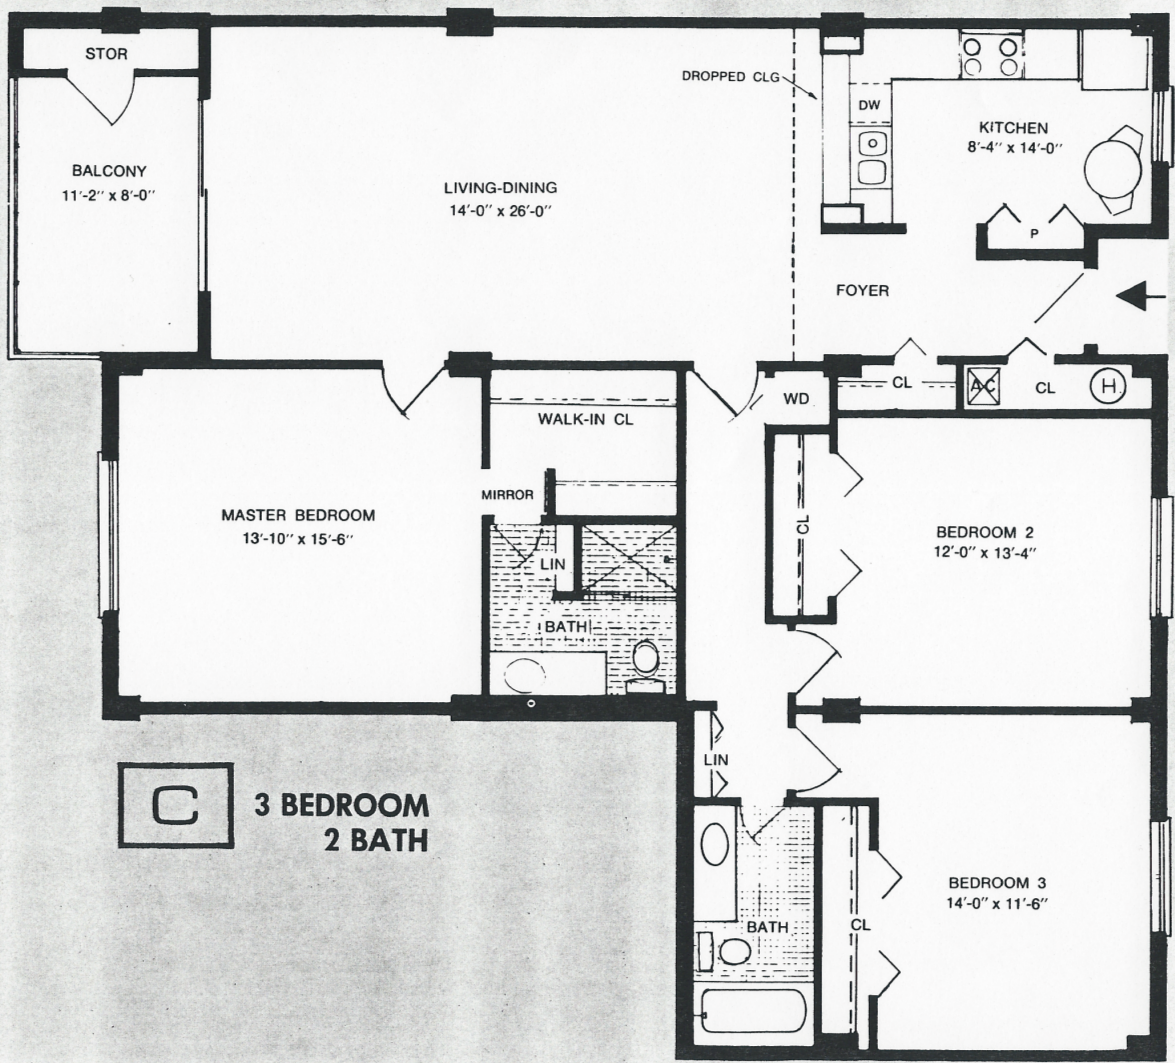 STOR
DROPPED CLG
DW
KITCHEN
8'-4" x 14'-0"
BALCONY
11'-2" x 8'-0"
LIVING-DINING
14'-0" x 26'-0"
P
FOYER
CL
AC
CL
H
WD
WALK-IN CL
MIRROR
MASTER BEDROOM
13'-10" x 15'-6"
CL
BEDROOM 2
12'-0" x 13'-4"
LIN
BATH
LIN
C
3 BEDROOM
2 BATH
BEDROOM 3
14'-0" x 11'-6"
BATH
CL